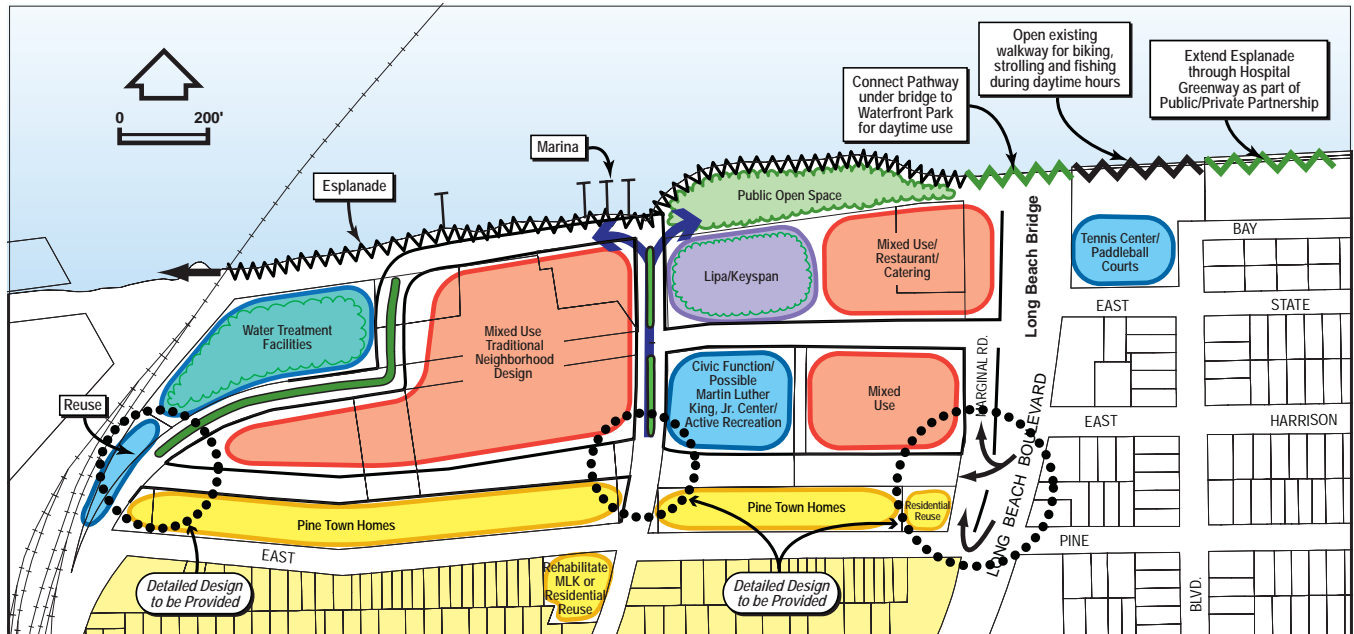 Open existing
walkway for biking,
strolling and fishing
during daytime hours
Extend Esplanade
through Hospital
Greenway as part of
Public/Private Partnership
Connect Pathway
under bridge to
Waterfront Park
for daytime use
0 200'
Marina
Esplanade
Public Open Space
Long Beach Bridge
BAY
Tennis Center/
Paddleball
Courts
Mixed Use/
Restaurant/
Catering
Lipa/Keyspan
EAST
STATE
Water Treatment
Facilities
Mixed Use
Traditional
Neighborhood
Design
MARGINAL RD.
Civic Function/
Possible
Martin Luther
King, Jr. Center/
Active Recreation
Mixed
Use
Reuse
EAST
HARRISON
LONG BEACH BOULEVARD
Pine Town Homes
Pine Town Homes
Residential
Reuse
EAST
PINE
Rehabilitate
MLK or
Residential
Reuse
Detailed Design
to be Provided
Detailed Design
to be Provided
BLVD.